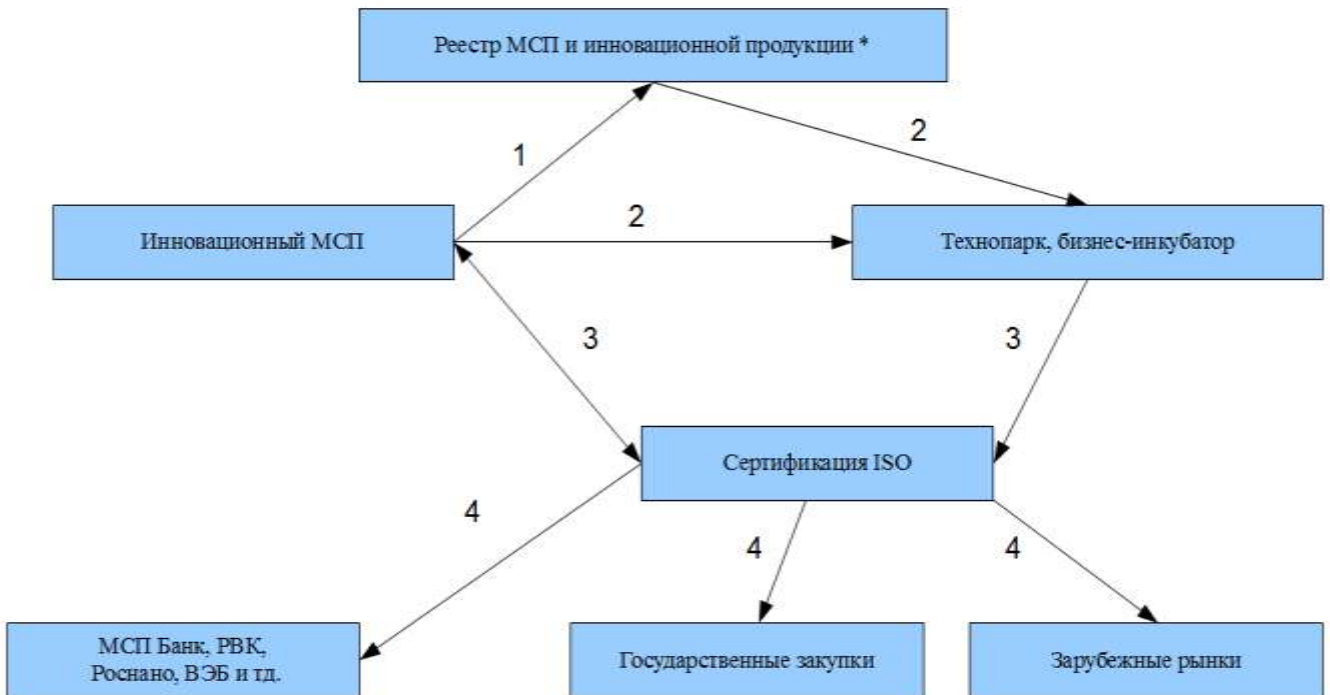 Реестр МСП и инновационной продукции *
1
2
Инновационный МСП
2
Технопарк, бизнес-инкубатор
3
3
Сертификация ISO
4
4
4
МСП Банк, РВК,
Роснано, ВЭБ и тд.
Государственные закупки
Зарубежные рынки